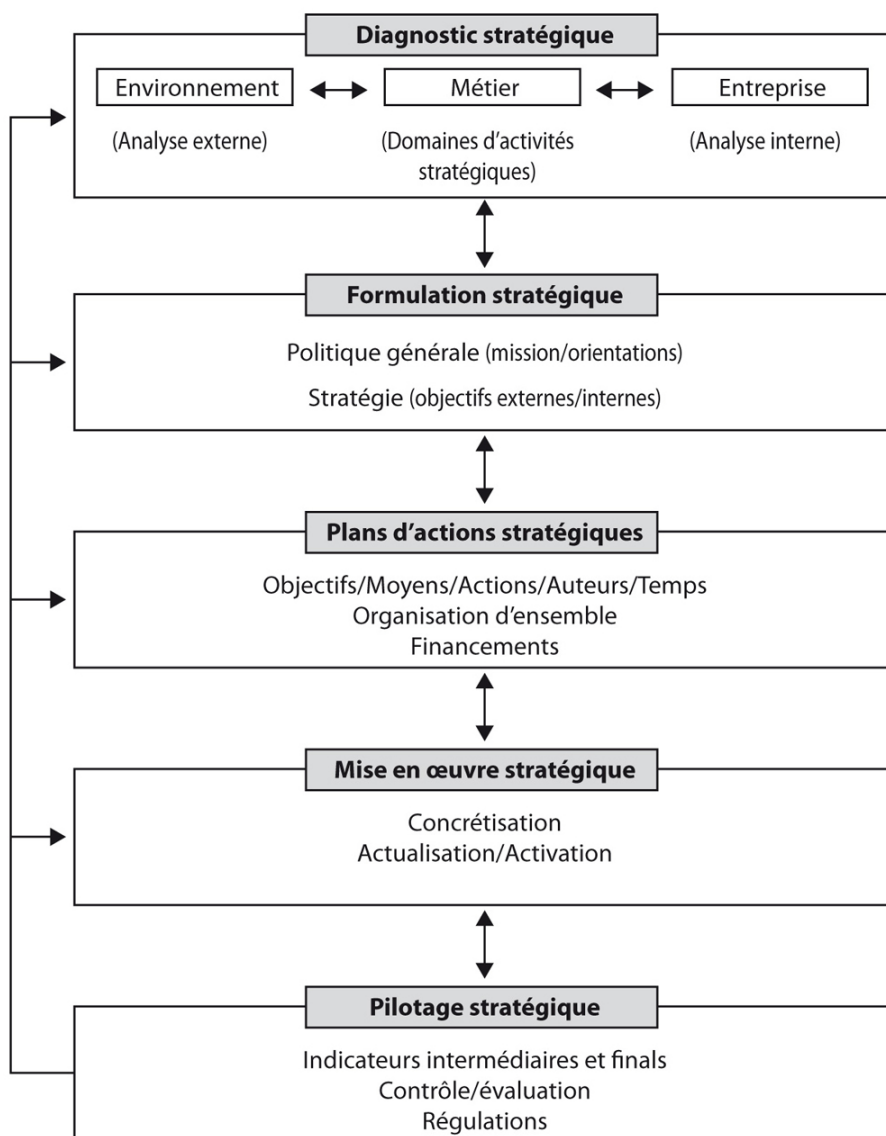 Diagnostic stratégique
Environnement
Métier
Entreprise
(Analyse externe)
(Domaines d’activités
stratégiques)
(Analyse interne)
Formulation stratégique
Politique générale (mission/orientations)
Stratégie (objectifs externes/internes)
Plans d’actions stratégiques
Objectifs/Moyens/Actions/Auteurs/Temps
Organisation d’ensemble
Financements
Mise en œuvre stratégique
Concrétisation
Actualisation/Activation
Pilotage stratégique
Indicateurs intermédiaires et finals
Contrôle/évaluation
Régulations